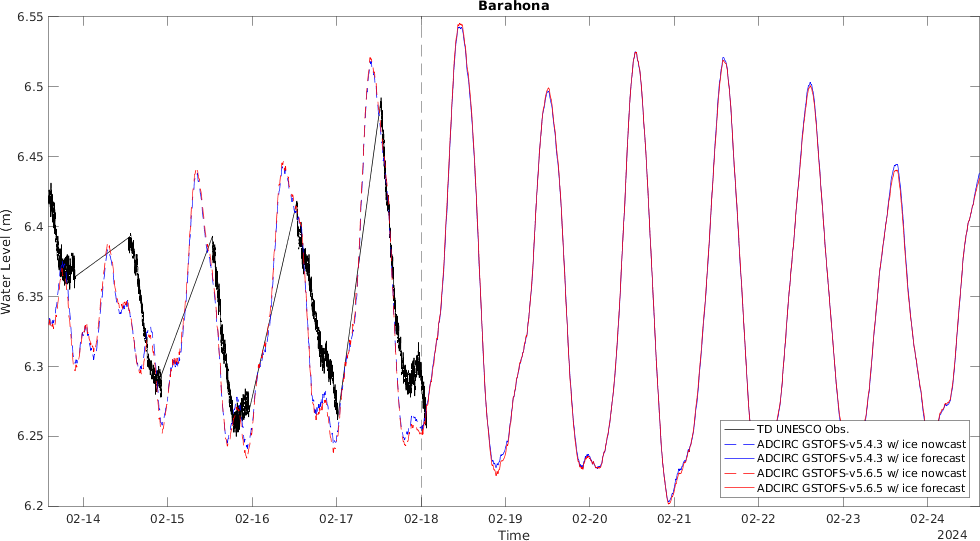 Barahona
6.55
6.5
6.45
6.4
6.35
6.3
6.25
6.2
Water Level (m)
TD UNESCO Obs.
ADCIRC GSTOFS-v5.4.3 w/ ice nowcast
ADCIRC GSTOFS-v5.4.3 w/ ice forecast
ADCIRC GSTOFS-v5.6.5 w/ ice nowcast
ADCIRC GSTOFS-v5.6.5 w/ ice forecast
02-14 02-15 02-16 02-17 02-18 02-19 02-20 02-21 02-22 02-23 02-24
Time
2024